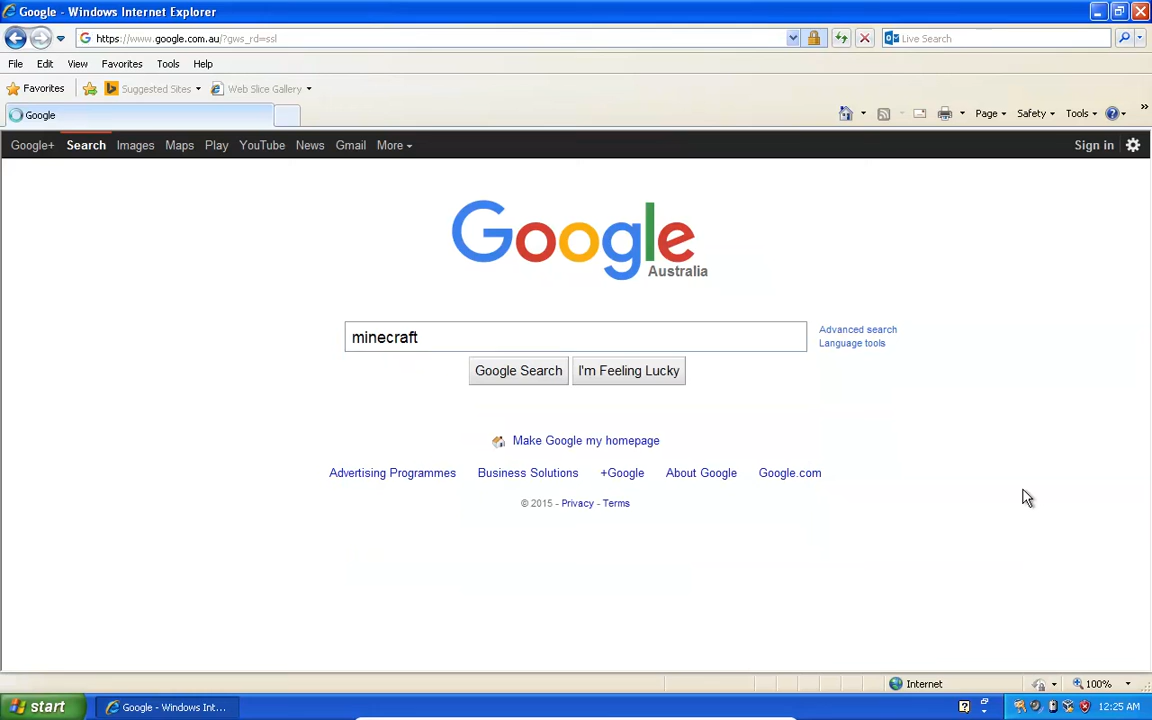 Google - Windows Internet Explorer
https://www.google.com.au/?gws_rd=ssl
Live Search
File Edit View Favorites Tools Help
Favorites Suggested Sites Web Slice Gallery
Google
Page Safety Tools
Google+ Search Images Maps Play YouTube News Gmail More Sign in
Google
Australia
minecraft
Advanced search
Language tools
Google Search I'm Feeling Lucky
Make Google my homepage
Advertising Programmes Business Solutions +Google About Google Google.com
© 2015 - Privacy - Terms
Internet 100%
start Google - Windows Int... 12:25 AM